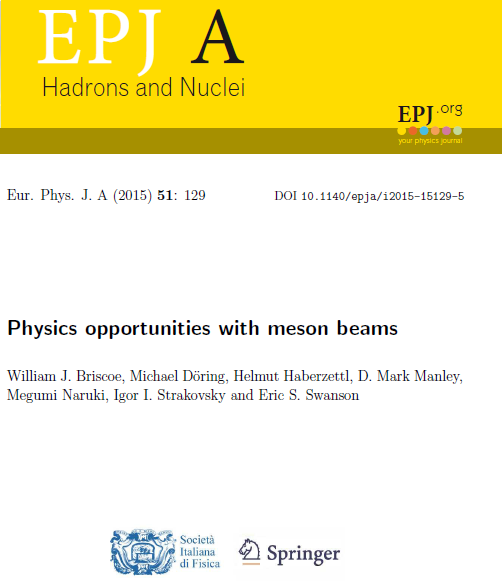 EPJ A
Hadrons and Nuclei
EPJ.org
your physics journal
Eur. Phys. J. A (2015) 51: 129 DOI 10.1140/epja/i2015-15129-5
Physics opportunities with meson beams
William J. Briscoe, Michael Döring, Helmut Haberzettl, D. Mark Manley,
Megumi Naruki, Igor I. Strakovsky and Eric S. Swanson
Società
Italiana
di Fisica
Springer